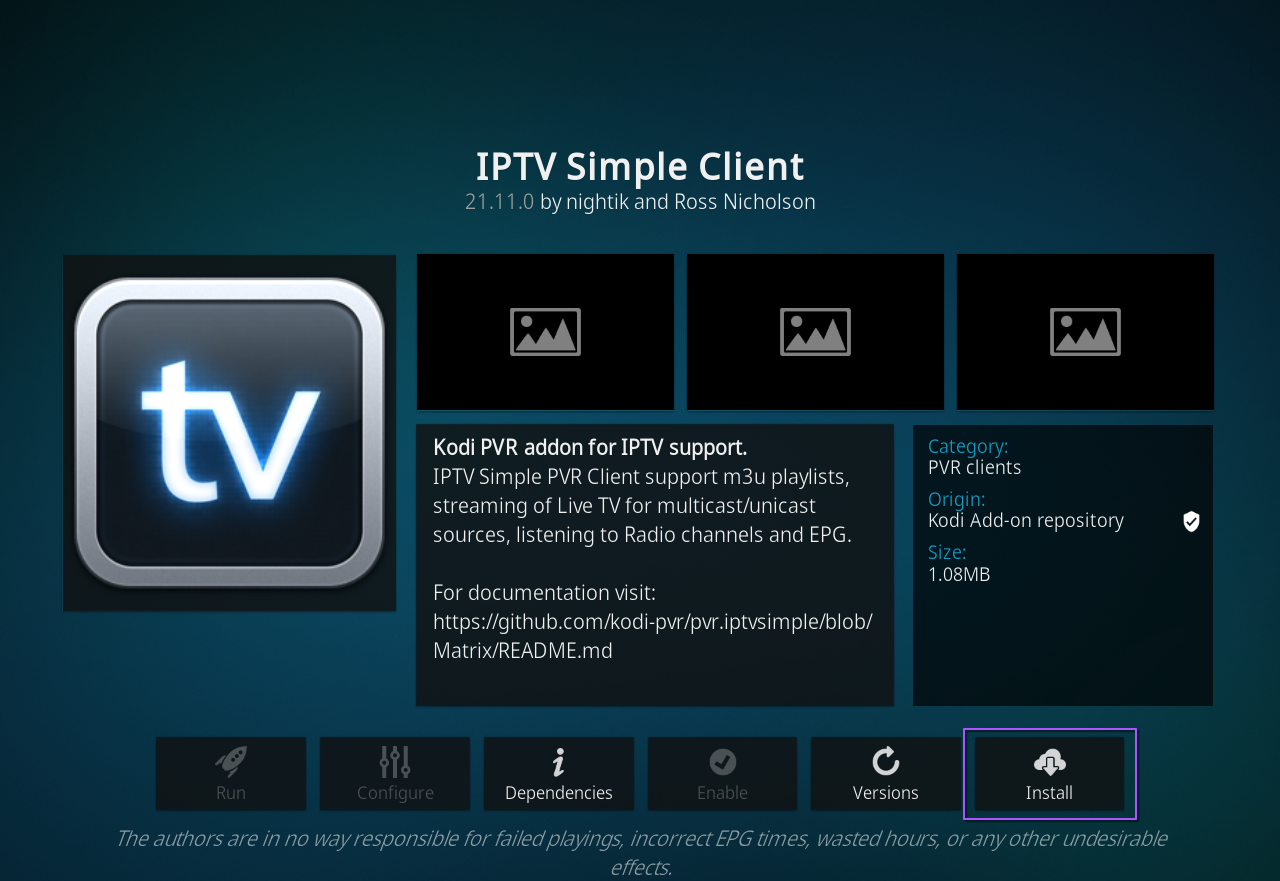 IPTV Simple Client
21.11.0 by nightik and Ross Nicholson
tv
Kodi PVR addon for IPTV support.
IPTV Simple PVR Client support m3u playlists,
streaming of Live TV for multicast/unicast
sources, listening to Radio channels and EPG.
For documentation visit:
https://github.com/kodi-pvr/pvr.iptvsimple/blob/
Matrix/README.md
Category:
PVR clients
Origin:
Kodi Add-on repository
Size:
1.08MB
Run
Configure
Dependencies
Enable
Versions
Install
The authors are in no way responsible for failed playings, incorrect EPG times, wasted hours, or any other undesirable
effects.